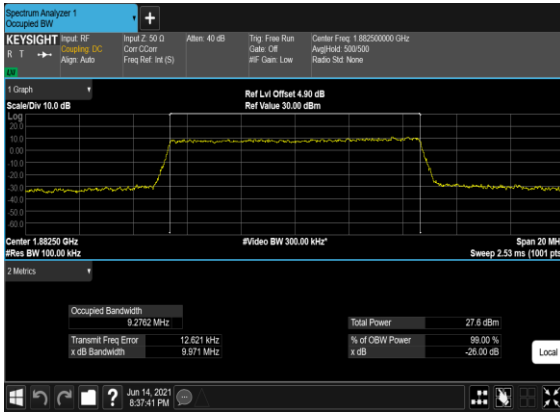 Spectrum Analyzer 1
Occupied BW
+
KEYSIGHT Input: RF Input Z: 50 Ω Atten: 40 dB Trig: Free Run Center Freq: 1.882500000 GHz
R T Coupling: DC Corr CCorr Gate: Off Avg|Hold: 500/500
Align: Auto Freq Ref: Int (S) #IF Gain: Low Radio Std: None
LXI
1 Graph
Ref Lvl Offset 4.90 dB
Scale/Div 10.0 dB Ref Value 30.00 dBm
Log
20.0
10.0
0.00
-10.0
-20.0
-30.0
-40.0
-50.0
-60.0
Center 1.88250 GHz #Video BW 300.00 kHz* Span 20 MH
#Res BW 100.00 kHz Sweep 2.53 ms (1001 pts
2 Metrics
Occupied Bandwidth
9.2762 MHz Total Power 27.6 dBm
Transmit Freq Error 12.621 kHz % of OBW Power 99.00 %
x dB Bandwidth 9.971 MHz x dB -26.00 dB
Local
? Jun 14, 2021
8:37:41 PM